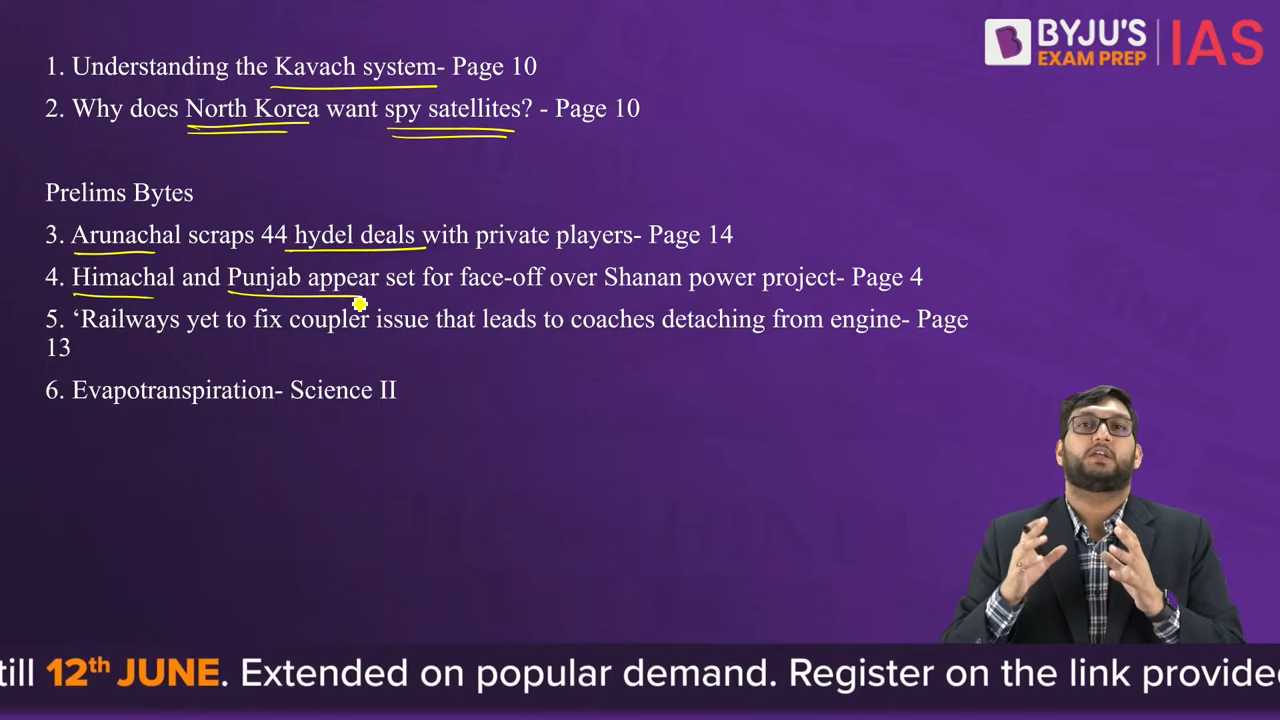 BYJU'S
EXAM PREP
IAS
1. Understanding the Kavach system- Page 10
2. Why does North Korea want spy satellites? - Page 10
Prelims Bytes
3. Arunachal scraps 44 hydel deals with private players- Page 14
4. Himachal and Punjab appear set for face-off over Shanan power project- Page 4
5. ‘Railways yet to fix coupler issue that leads to coaches detaching from engine- Page
13
6. Evapotranspiration- Science II
till 12th JUNE. Extended on popular demand. Register on the link provide